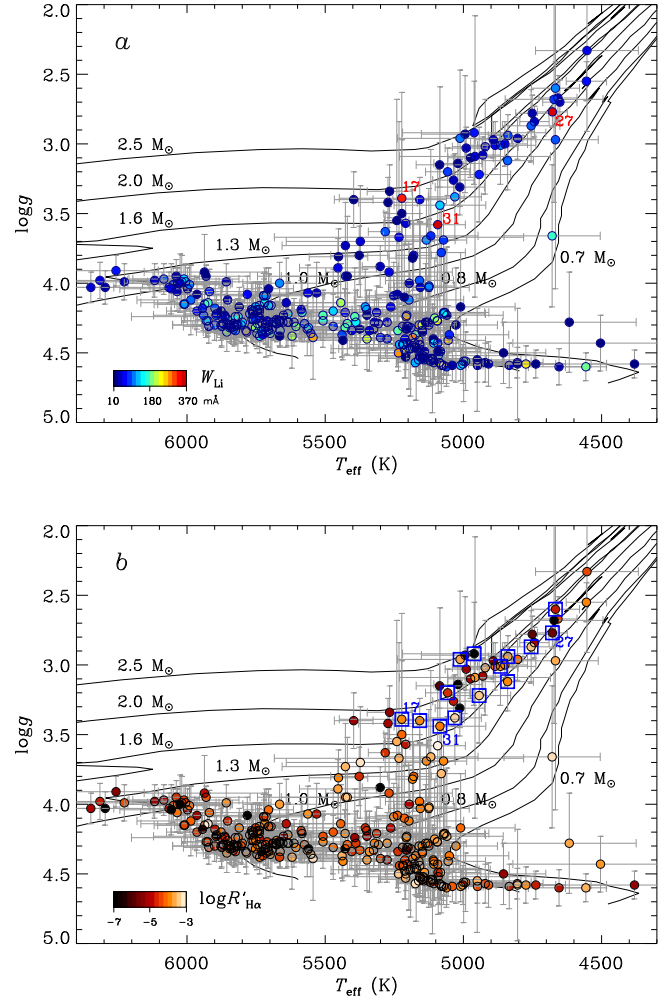 2.0
a
2.5
27
3.0
2.5 M⊙
2.0 M⊙
17
logg
3.5
31
1.6 M⊙
1.3 M⊙
0.7 M⊙
4.0
1.0 M⊙
0.8 M⊙
4.5
W_Li
10 180 370 mÅ
5.0
6000 5500 5000 4500
T_eff (K)
2.0
b
2.5
27
3.0
2.5 M⊙
2.0 M⊙
17
logg
3.5
31
1.6 M⊙
1.3 M⊙
0.7 M⊙
4.0
1.0 M⊙
0.8 M⊙
4.5
logR′_Hα
-7 -5 -3
5.0
6000 5500 5000 4500
T_eff (K)